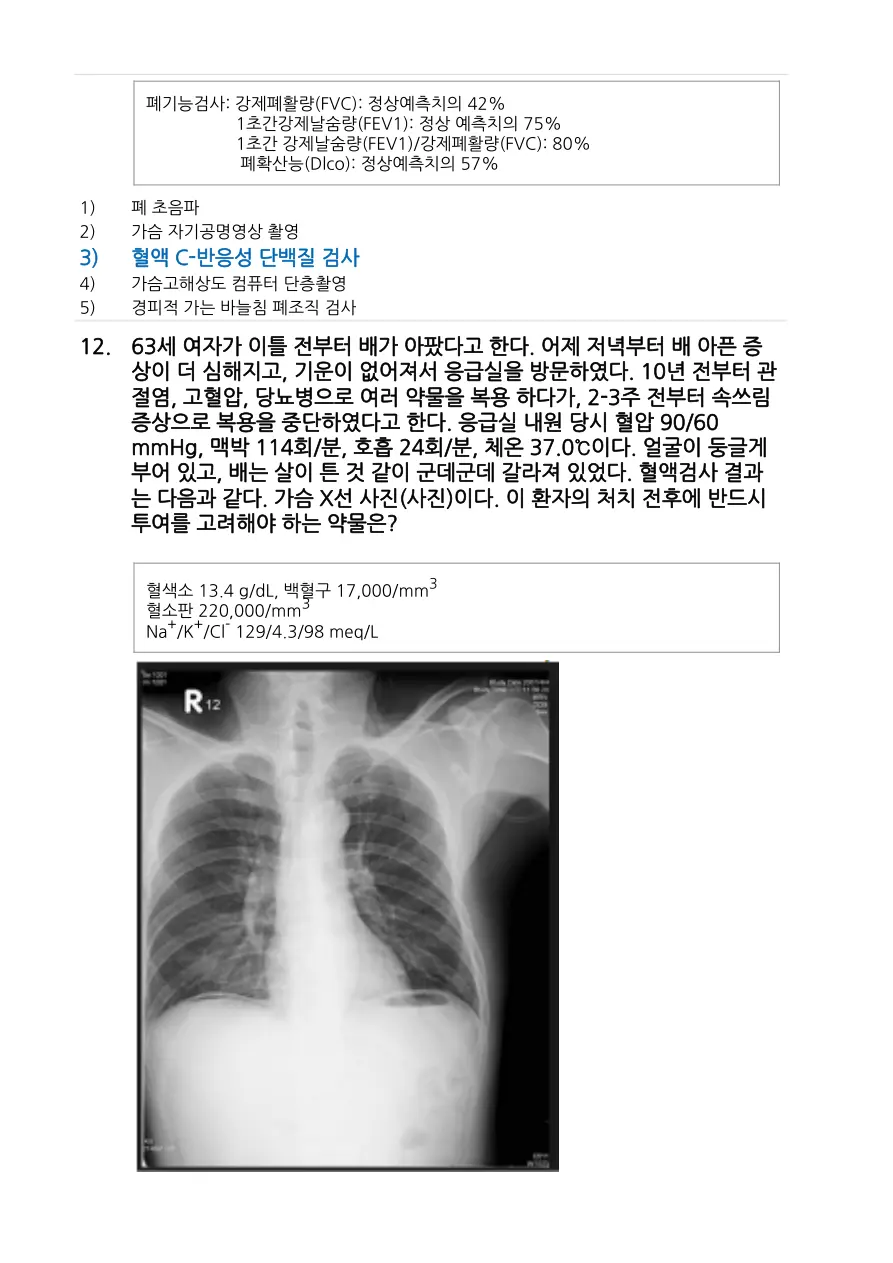 폐기능검사: 강제폐활량(FVC): 정상예측치의 42%
1초간강제날숨량(FEV1): 정상 예측치의 75%
1초간 강제날숨량(FEV1)/강제폐활량(FVC): 80%
폐확산능(Dlco): 정상예측치의 57%
1) 폐 초음파
2) 가슴 자기공명영상 촬영
3) 혈액 C-반응성 단백질 검사
4) 가슴고해상도 컴퓨터 단층촬영
5) 경피적 가는 바늘침 폐조직 검사
12. 63세 여자가 이틀 전부터 배가 아팠다고 한다. 어제 저녁부터 배 아픈 증
상이 더 심해지고, 기운이 없어져서 응급실을 방문하였다. 10년 전부터 관
절염, 고혈압, 당뇨병으로 여러 약물을 복용 하다가, 2-3주 전부터 속쓰림
증상으로 복용을 중단하였다고 한다. 응급실 내원 당시 혈압 90/60
mmHg, 맥박 114회/분, 호흡 24회/분, 체온 37.0℃이다. 얼굴이 둥글게
부어 있고, 배는 살이 튼 것 같이 군데군데 갈라져 있었다. 혈액검사 결과
는 다음과 같다. 가슴 X선 사진(사진)이다. 이 환자의 처치 전후에 반드시
투여를 고려해야 하는 약물은?
혈색소 13.4 g/dL, 백혈구 17,000/mm³
혈소판 220,000/mm³
Na⁺/K⁺/Cl⁻ 129/4.3/98 meq/L
R 12